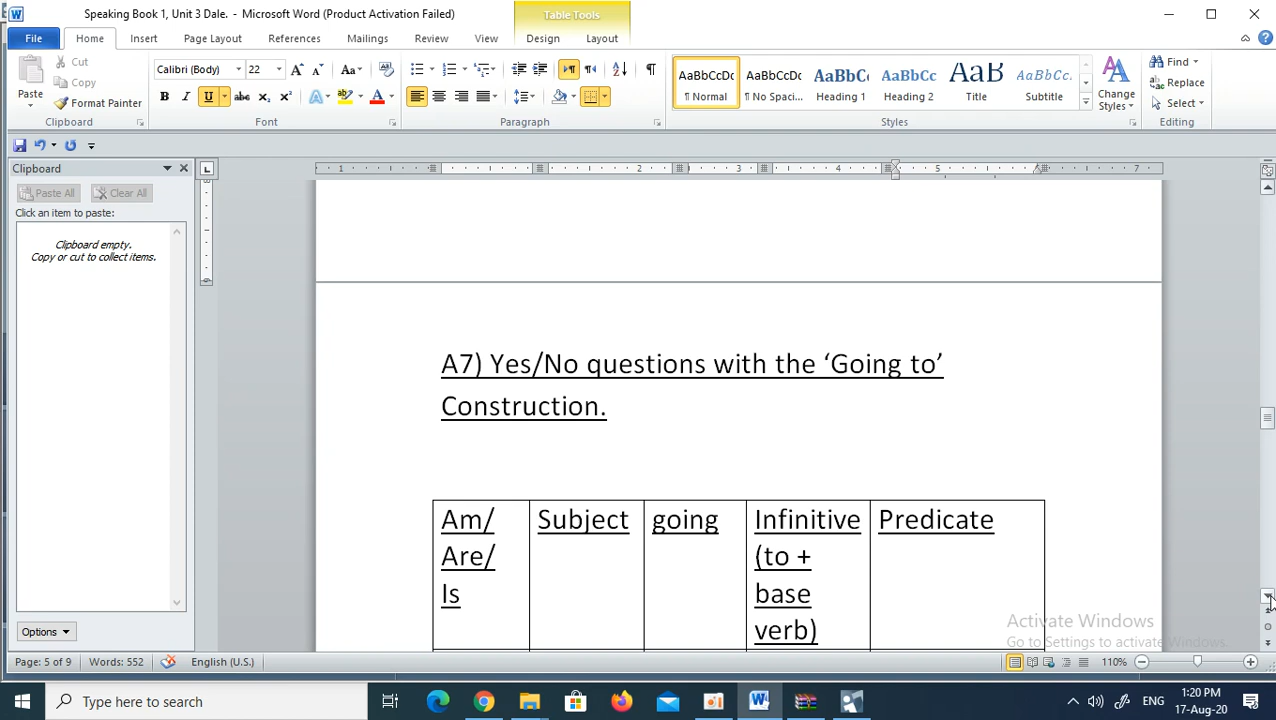 Speaking Book 1, Unit 3 Dale. - Microsoft Word (Product Activation Failed)
Table Tools
File Home Insert Page Layout References Mailings Review View Design Layout
Paste
Cut
Copy
Format Painter
Clipboard
Calibri (Body) 22
Font
Paragraph
AaBbCcDc
¶ Normal
AaBbCcDc
¶ No Spaci...
AaBbCc
Heading 1
AaBbCc
Heading 2
AaB
Title
AaBbCc.
Subtitle
Change
Styles
Styles
Find
Replace
Select
Editing
Clipboard
Paste All Clear All
Click an item to paste:
Clipboard empty.
Copy or cut to collect items.
Options
1 2 3 5 7
A7) Yes/No questions with the ‘Going to’
Construction.
Am/
Are/
Is
Subject
going
Infinitive
(to +
base
verb)
Predicate
Activate Windows
Go to Settings to activate Windows.
Page: 5 of 9 Words: 552 English (U.S.) 110%
Type here to search
ENG
1:20 PM
17-Aug-20